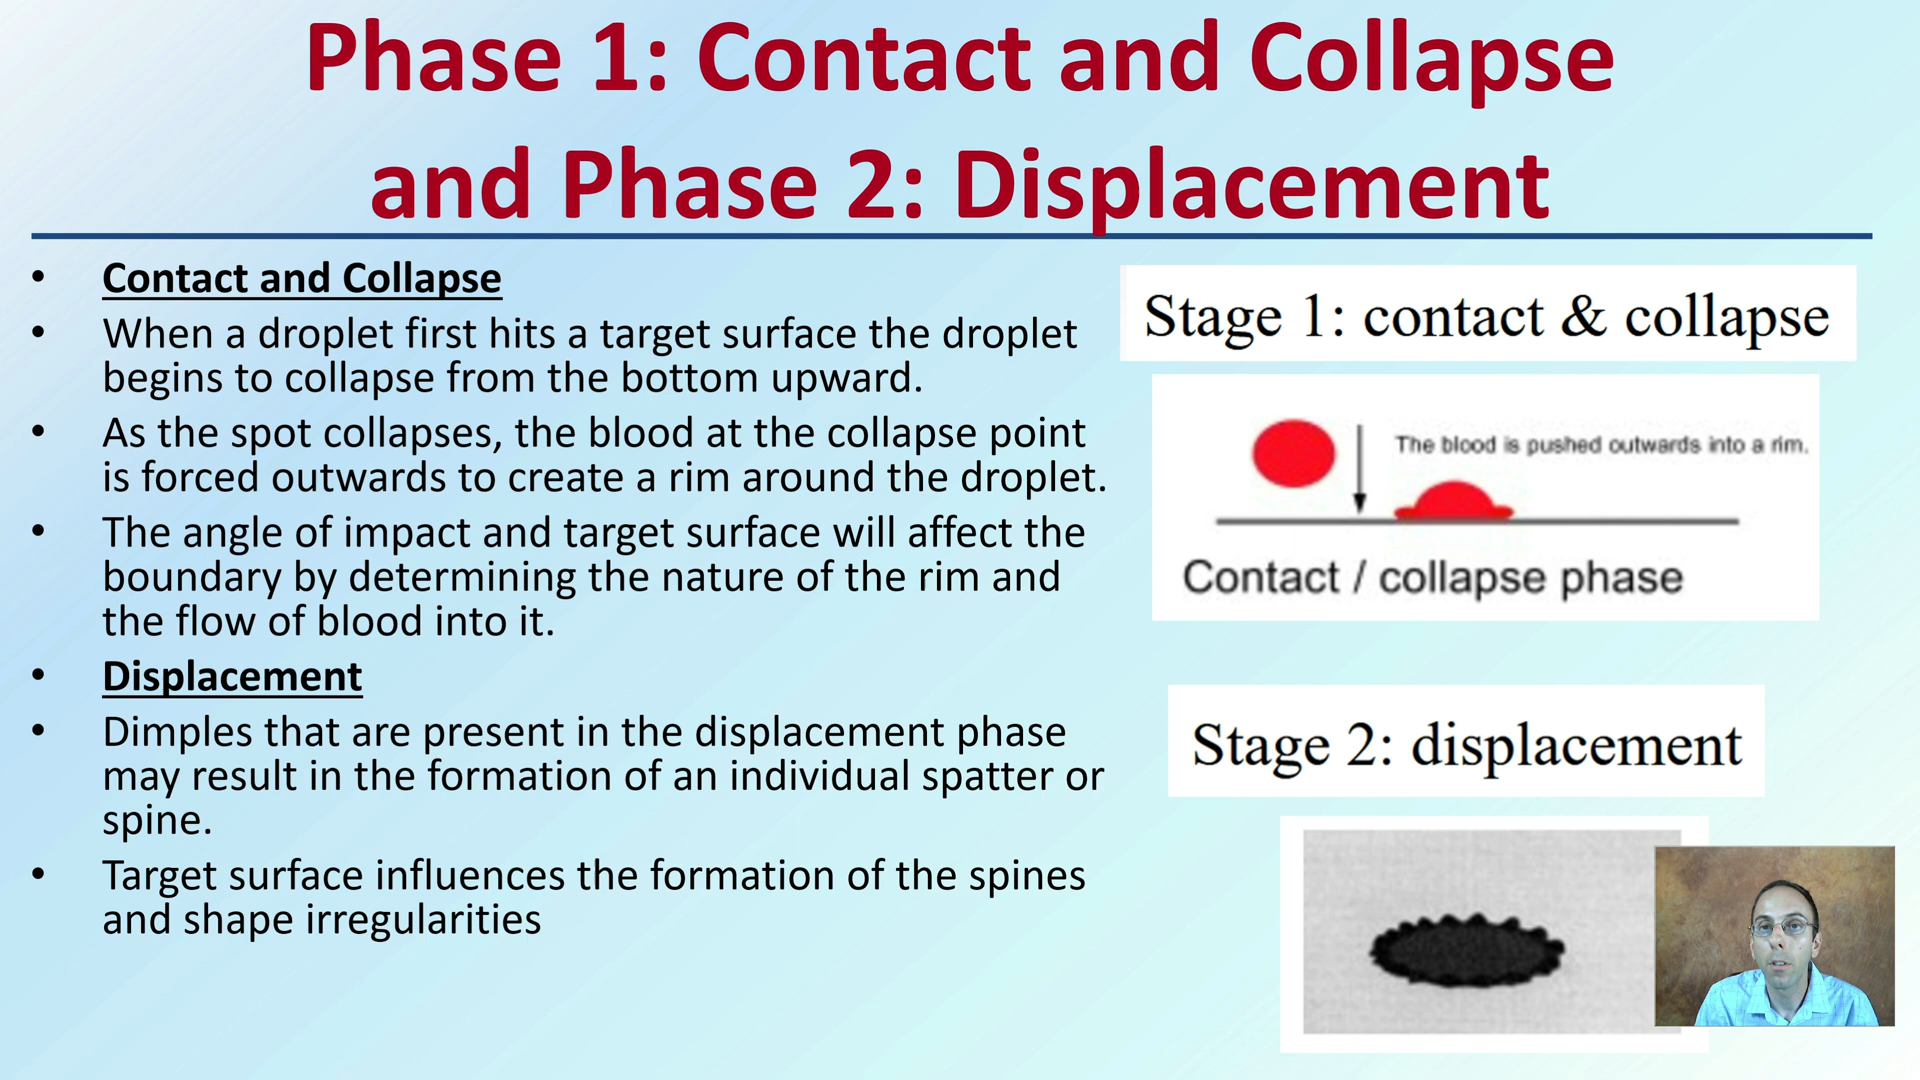 Phase 1: Contact and Collapse
and Phase 2: Displacement
• Contact and Collapse
• When a droplet first hits a target surface the droplet
begins to collapse from the bottom upward.
• As the spot collapses, the blood at the collapse point
is forced outwards to create a rim around the droplet.
• The angle of impact and target surface will affect the
boundary by determining the nature of the rim and
the flow of blood into it.
• Displacement
• Dimples that are present in the displacement phase
may result in the formation of an individual spatter or
spine.
• Target surface influences the formation of the spines
and shape irregularities
Stage 1: contact & collapse
The blood is pushed outwards into a rim.
Contact / collapse phase
Stage 2: displacement